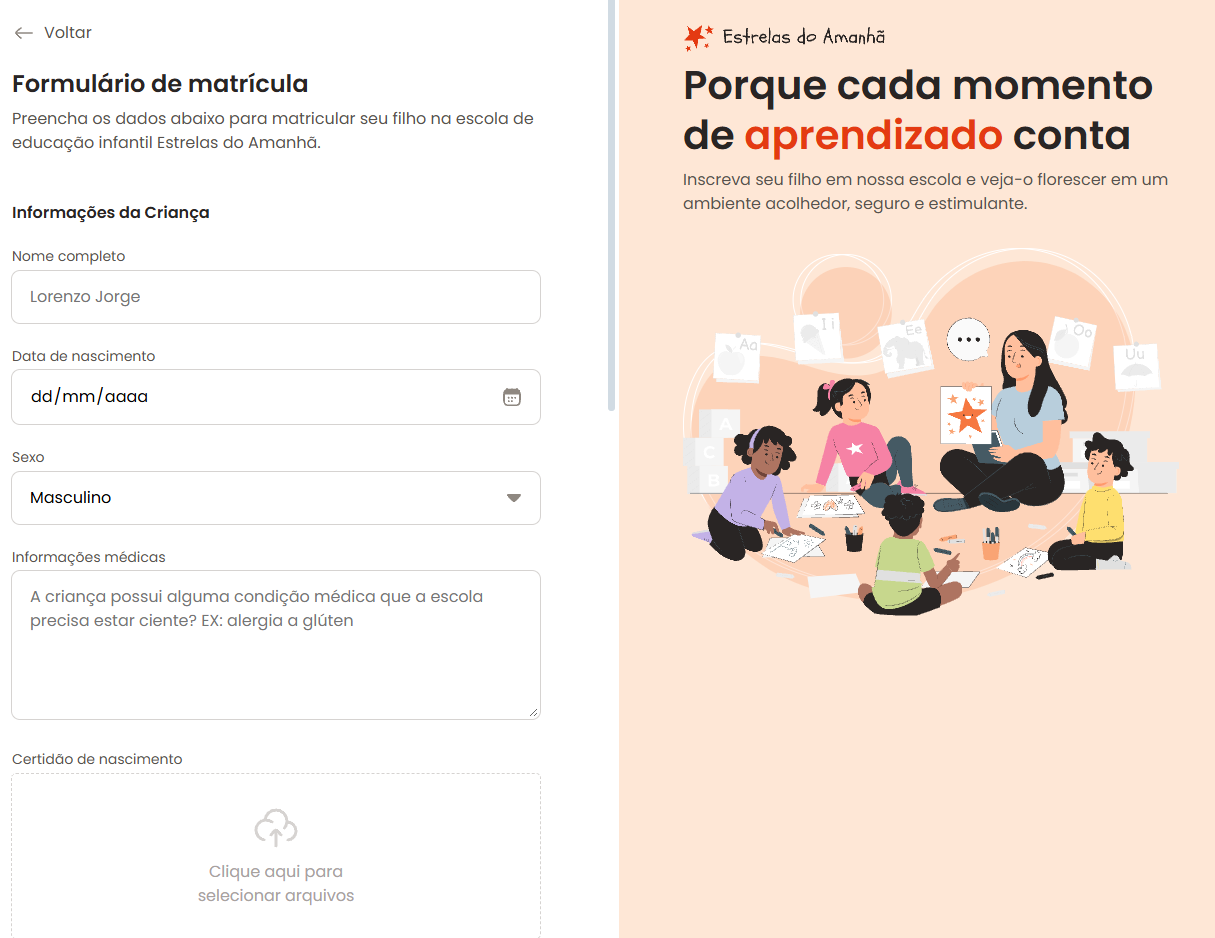 Voltar
Formulário de matrícula
Preencha os dados abaixo para matricular seu filho na escola de
educação infantil Estrelas do Amanhã.
Informações da Criança
Nome completo
Lorenzo Jorge
Data de nascimento
dd/mm/aaaa
Sexo
Masculino
Informações médicas
A criança possui alguma condição médica que a escola
precisa estar ciente? EX: alergia a glúten
Certidão de nascimento
Clique aqui para
selecionar arquivos
Estrelas do Amanhã
Porque cada momento
de aprendizado conta
Inscreva seu filho em nossa escola e veja-o florescer em um
ambiente acolhedor, seguro e estimulante.
Aa
Ii
Ee
Oo
Uu
A
C
B